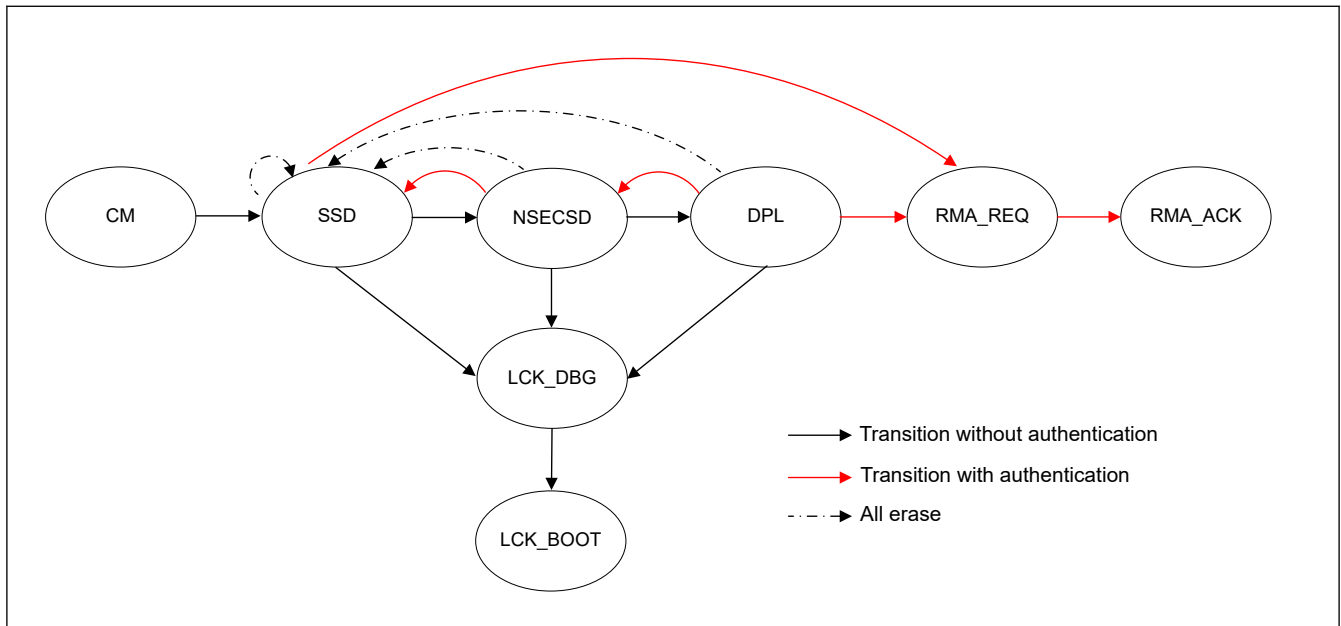 CM
SSD
NSECSD
DPL
RMA_REQ
RMA_ACK
LCK_DBG
LCK_BOOT
Transition without authentication
Transition with authentication
All erase